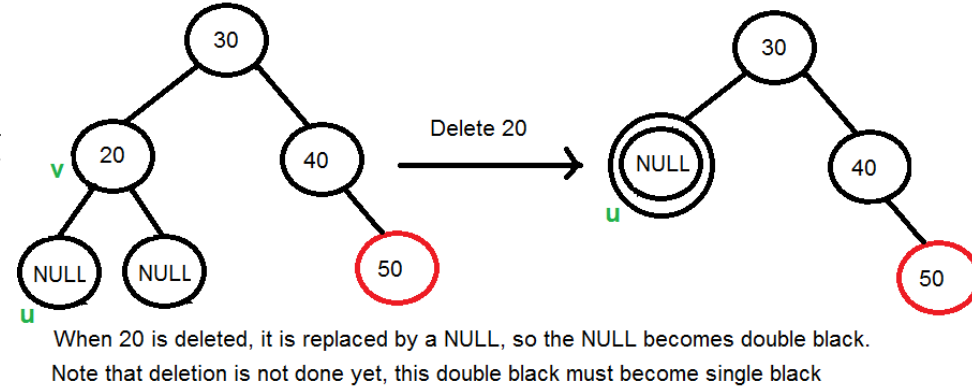 30
30
Delete 20
20
40
NULL
40
v
u
NULL
NULL
50
50
u
When 20 is deleted, it is replaced by a NULL, so the NULL becomes double black.
Note that deletion is not done yet, this double black must become single black